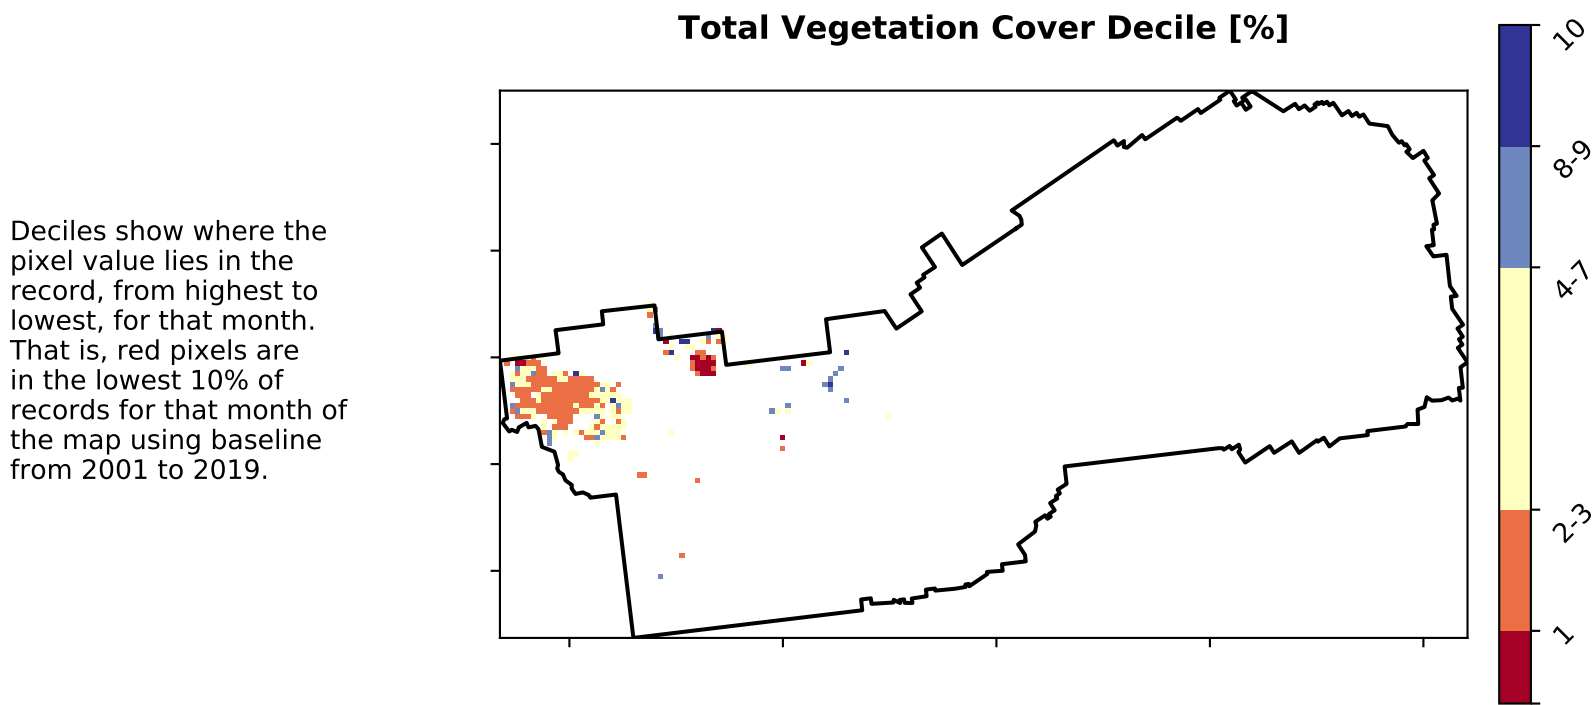 Total Vegetation Cover Decile [%]
Deciles show where the
pixel value lies in the
record, from highest to
lowest, for that month.
That is, red pixels are
in the lowest 10% of
records for that month of
the map using baseline
from 2001 to 2019.
10
8-9
4-7
2-3
1